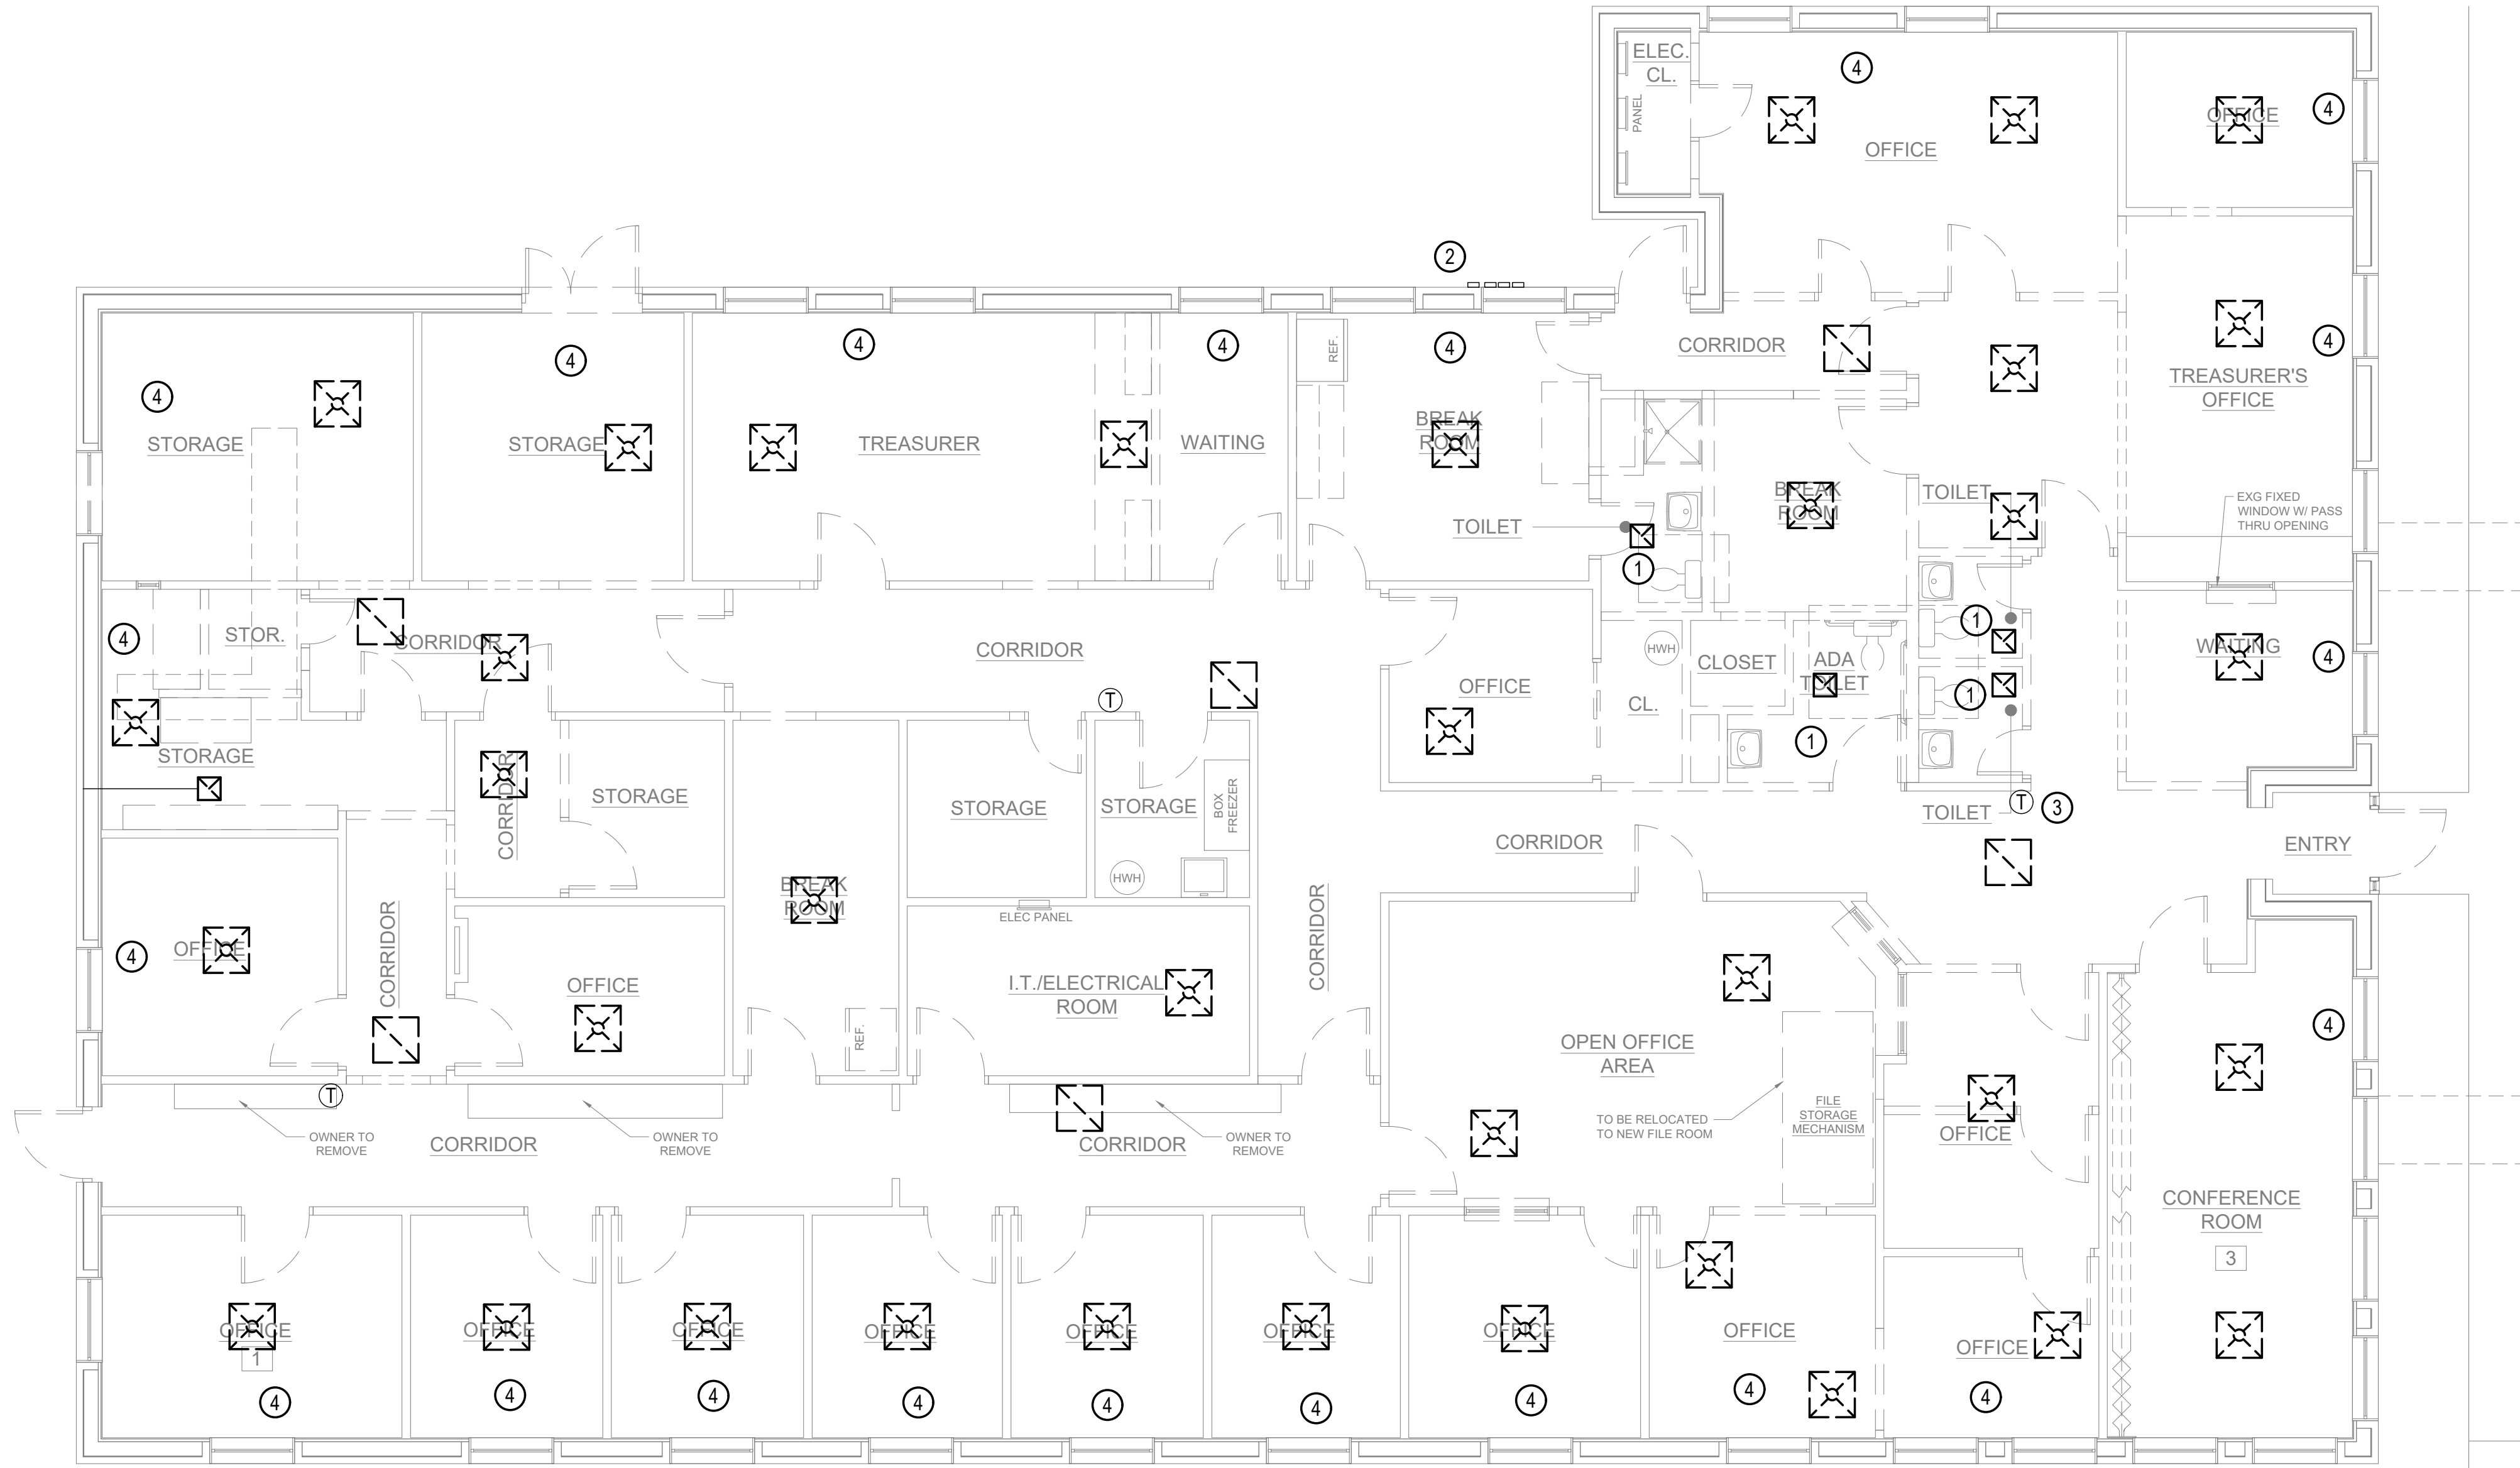 ELEC.
CL.
PANEL
4
OFFICE
OFFICE
4
2
4
STORAGE
4
STORAGE
4
TREASURER
4
WAITING
REF.
4
BREAK
ROOM
CORRIDOR
TREASURER'S
OFFICE
4
TOILET
1
BREAK
ROOM
TOILET
EXG FIXED
WINDOW W/ PASS
THRU OPENING
4
STOR.
CORRIDOR
CORRIDOR
T
OFFICE
HWH
CL.
CLOSET
ADA
TOILET
1
1
1
WAITING
4
STORAGE
CORRIDOR
STORAGE
STORAGE
STORAGE
BOX
FREEZER
HWH
ELEC PANEL
CORRIDOR
TOILET
T
3
ENTRY
4
OFFICE
CORRIDOR
OFFICE
BREAK
ROOM
REF.
I.T./ELECTRICAL
ROOM
CORRIDOR
OPEN OFFICE
AREA
TO BE RELOCATED
TO NEW FILE ROOM
FILE
STORAGE
MECHANISM
OFFICE
4
CONFERENCE
ROOM
3
T
OWNER TO
REMOVE
CORRIDOR
OWNER TO
REMOVE
CORRIDOR
OWNER TO
REMOVE
OFFICE
1
4
OFFICE
4
OFFICE
4
OFFICE
4
OFFICE
4
OFFICE
4
OFFICE
4
OFFICE
4
OFFICE
4